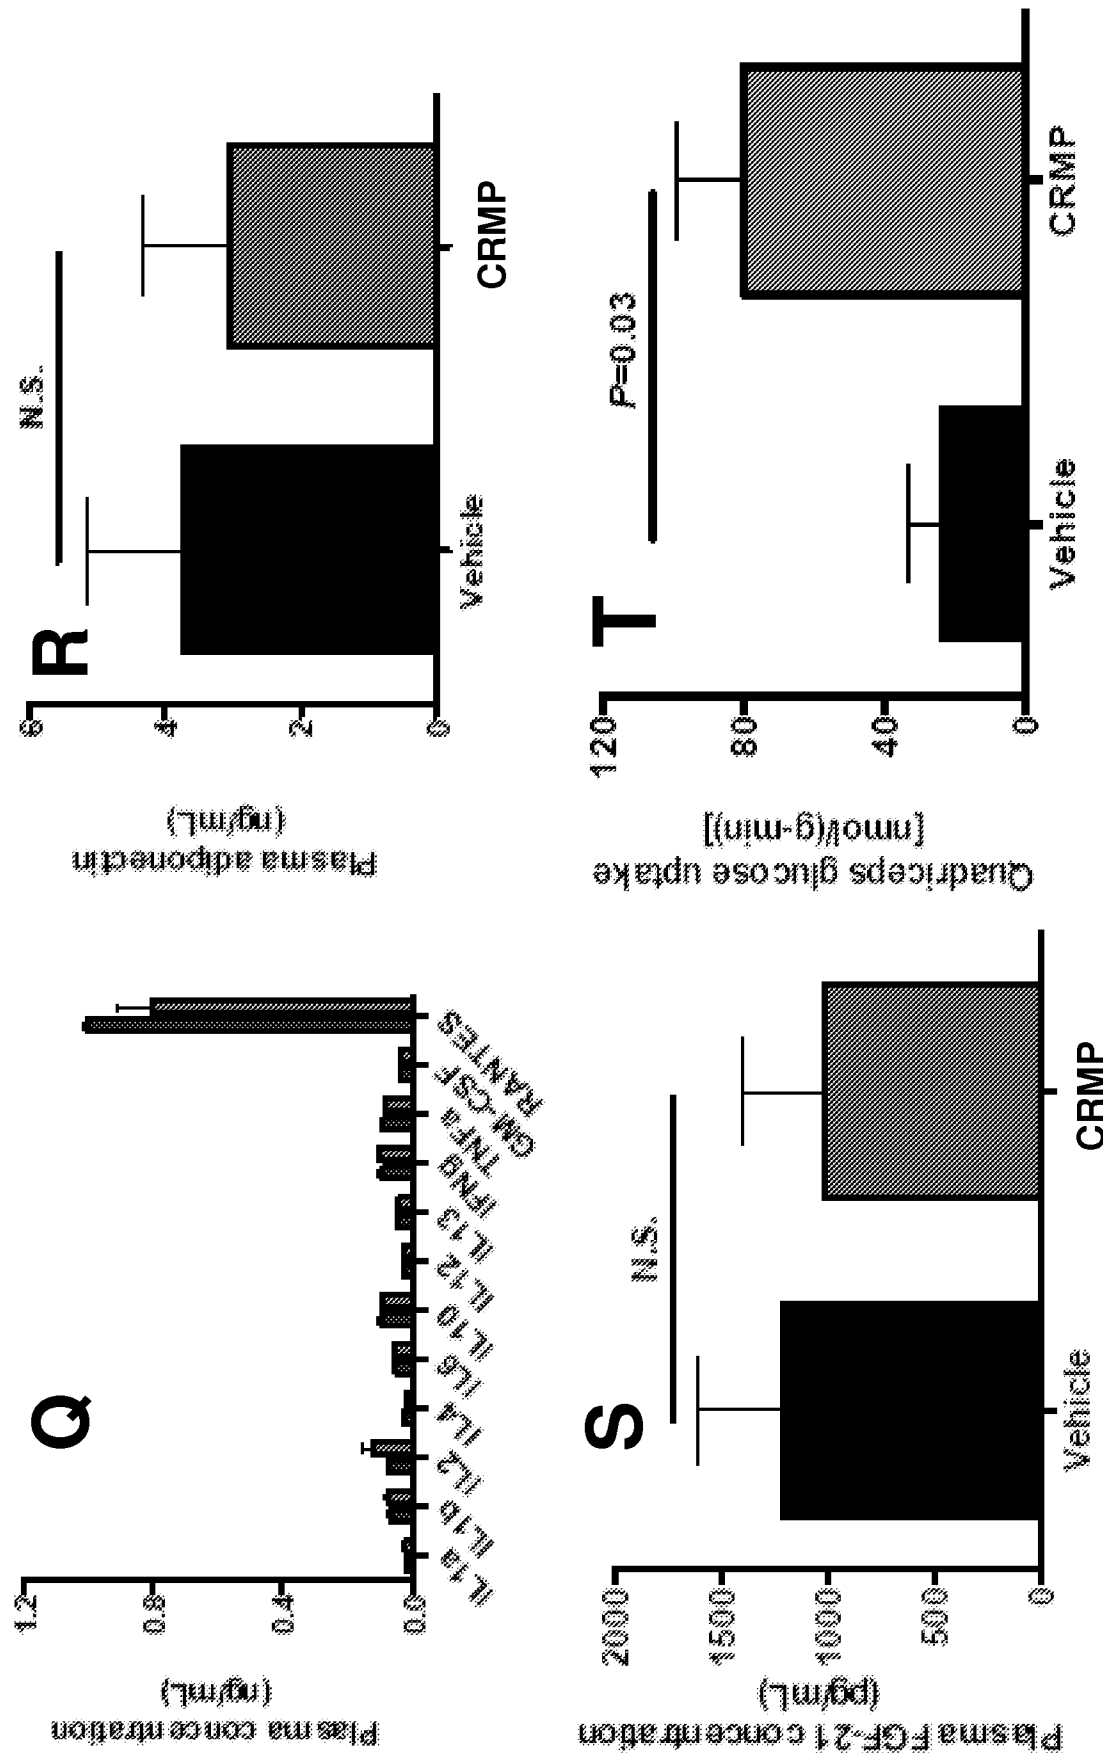 Q
Plasma concentration
(ng/mL)
1.2
0.8
0.4
0.0
IL1a
IL1b
IL2
IL4
IL6
IL10
IL12
IL13
IFNg
TNFa
GM-CSF
RANTES
R
Plasma adiponectin
(ng/mL)
6
4
2
0
N.S.
Vehicle
CRMP
S
Plasma FGF-21 concentration
(pg/mL)
2000
1500
1000
500
0
N.S.
Vehicle
CRMP
T
Quadriceps glucose uptake
[nmol/(g-min)]
120
80
40
0
P=0.03
Vehicle
CRMP